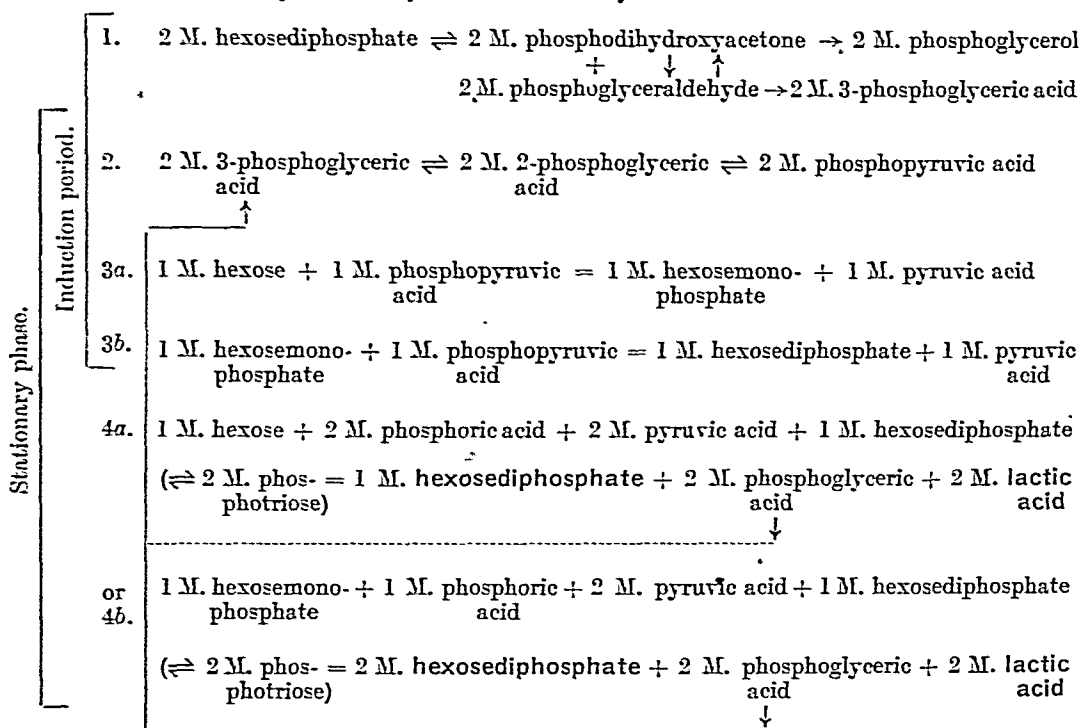 1. 2 M. hexosediphosphate ⇌ 2 M. phosphodihydroxyacetone → 2 M. phosphoglycerol
+ ↓ ↑
2 M. phosphoglyceraldehyde → 2 M. 3-phosphoglyceric acid
2. 2 M. 3-phosphoglyceric ⇌ 2 M. 2-phosphoglyceric ⇌ 2 M. phosphopyruvic acid
acid acid
3a. 1 M. hexose + 1 M. phosphopyruvic = 1 M. hexosemono- + 1 M. pyruvic acid
acid phosphate
3b. 1 M. hexosemono- + 1 M. phosphopyruvic = 1 M. hexosediphosphate + 1 M. pyruvic
phosphate acid acid
4a. 1 M. hexose + 2 M. phosphoric acid + 2 M. pyruvic acid + 1 M. hexosediphosphate
(⇌ 2 M. phos- = 1 M. hexosediphosphate + 2 M. phosphoglyceric + 2 M. lactic
photriose) acid acid
or 1 M. hexosemono- + 1 M. phosphoric + 2 M. pyruvic acid + 1 M. hexosediphosphate
4b. phosphate acid
(⇌ 2 M. phos- = 2 M. hexosediphosphate + 2 M. phosphoglyceric + 2 M. lactic
photriose) acid acid
Induction period.
Stationary phase.